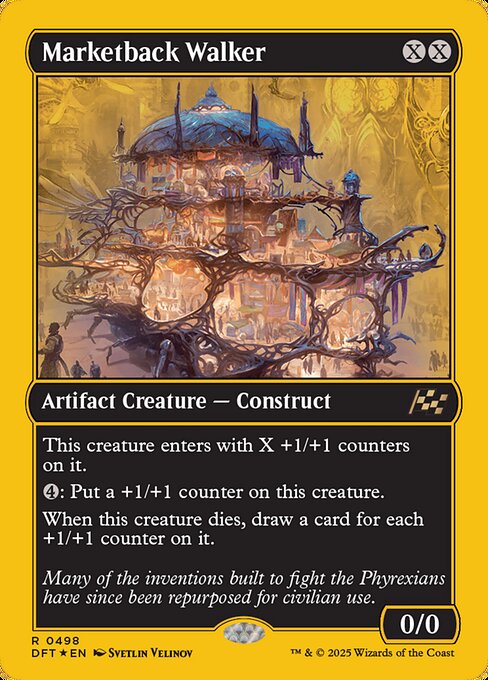 Marketback Walker
X X
Artifact Creature — Construct
This creature enters with X +1/+1 counters
on it.
4: Put a +1/+1 counter on this creature.
When this creature dies, draw a card for each
+1/+1 counter on it.
Many of the inventions built to fight the Phyrexians
have since been repurposed for civilian use.
0/0
R 0498
DFT★EN Svetlin Velinov
™ & © 2025 Wizards of the Coast